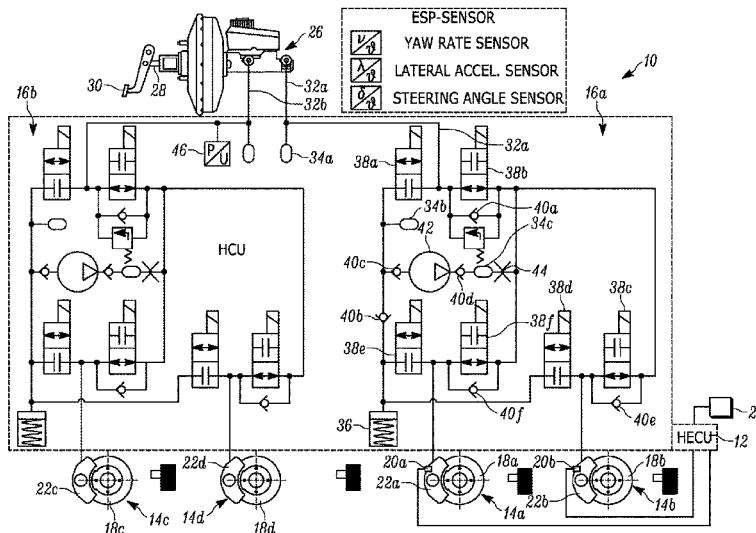 ESP-SENSOR
ν/ϑ YAW RATE SENSOR
λ/ϑ LATERAL ACCEL. SENSOR
δ/ϑ STEERING ANGLE SENSOR
26
10
30
28
32a
32b
16b
16a
46
P/U
34a
32a
38a
38b
34b
40a
42
34c
HCU
40c
40d
44
38d
38c
40b
38e
38f
36
40f
40e
2
HECU
12
20a
20b
22c
22d
22a
22b
18a
18b
18c
14c
14d
18d
14a
14b